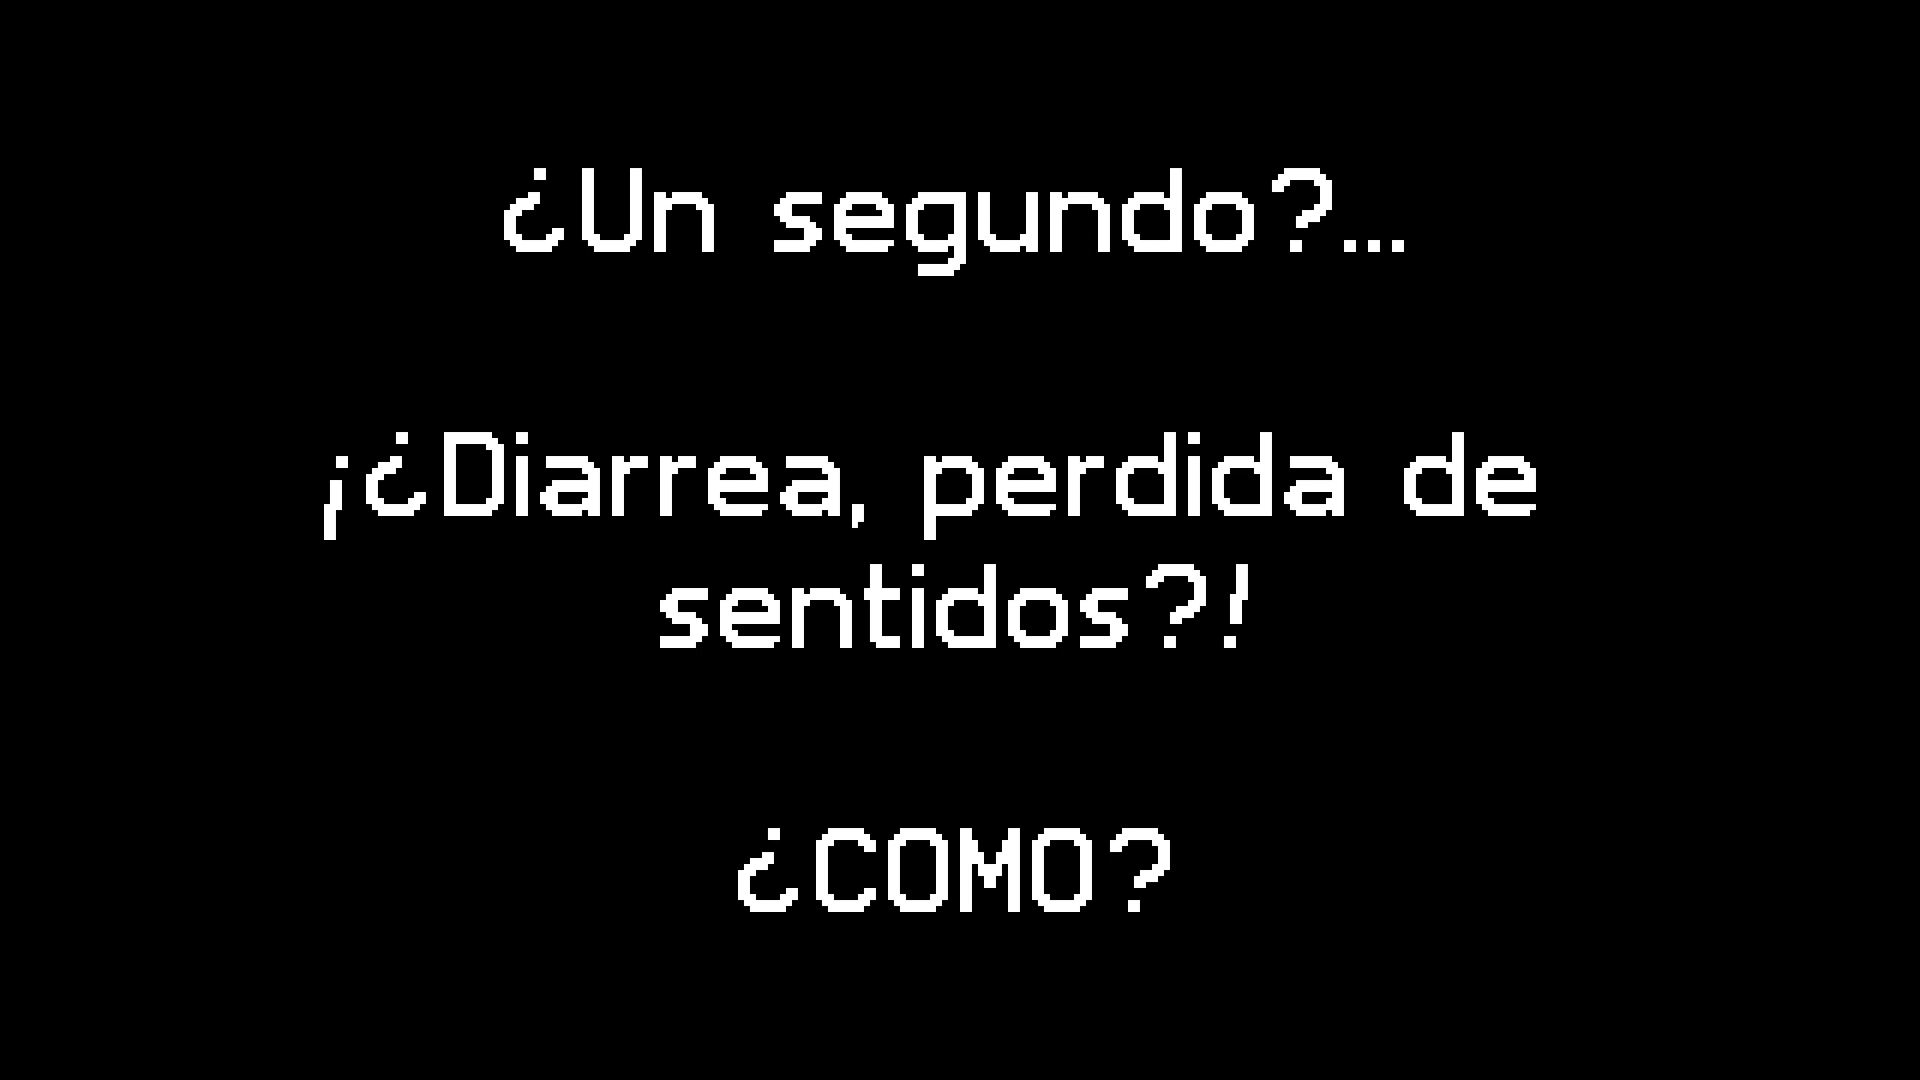 ¿Un segundo?...
¡¿Diarrea, perdida de
sentidos?!
¿COMO?